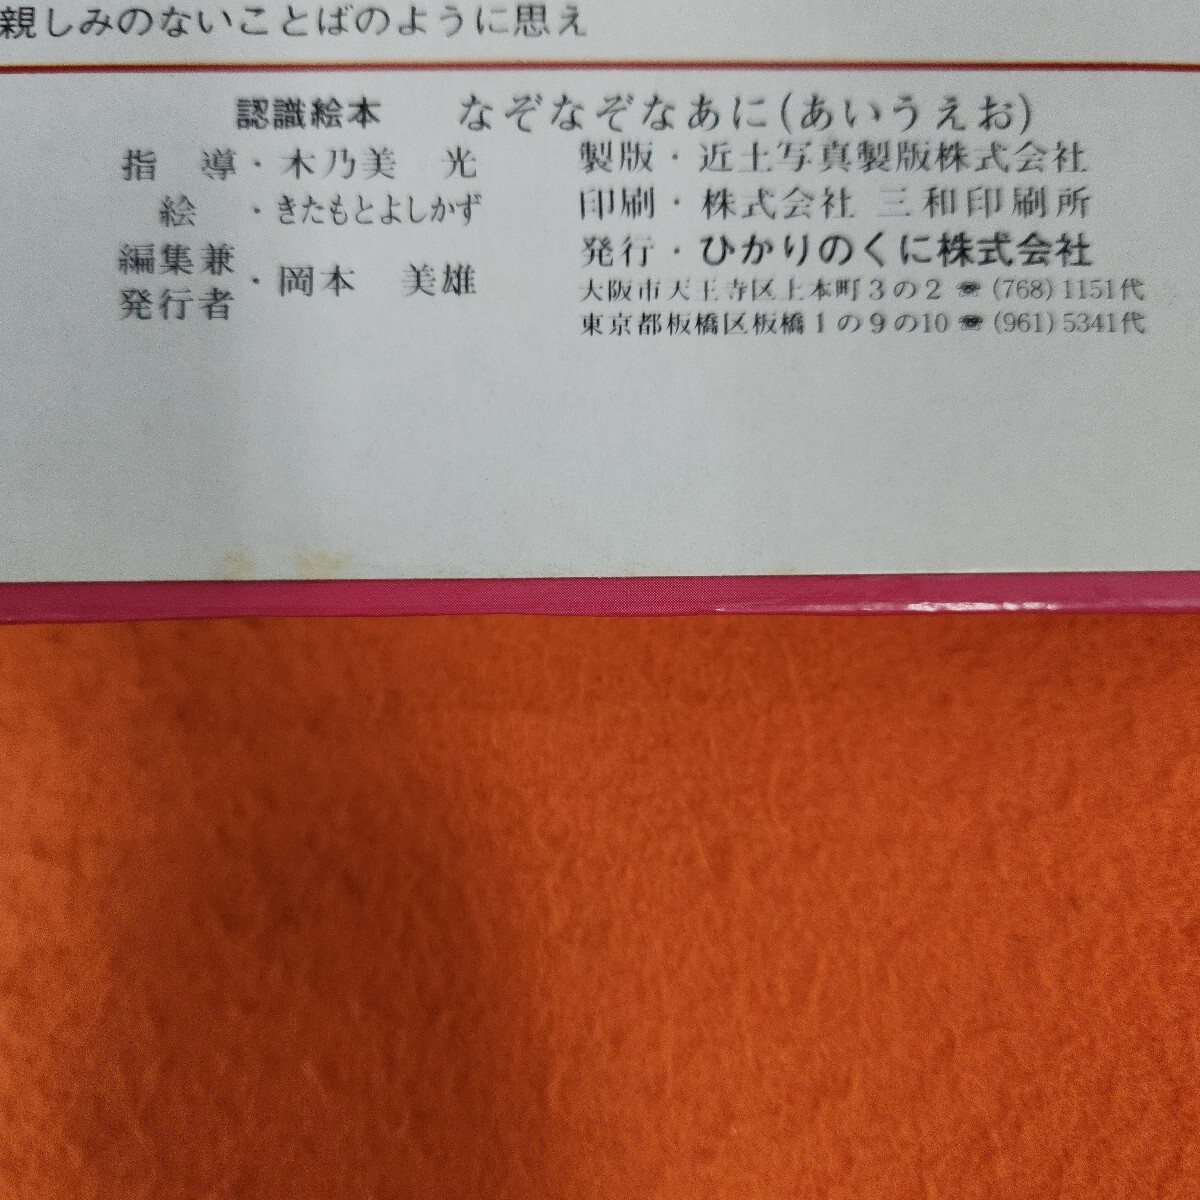 親しみのないことばのように思え
認識絵本　なぞなぞなあに(あいうえお)
指　導・木乃美　光
絵　・きたもとよしかず
編集兼
発行者・岡本　美雄
製版・近土写真製版株式会社
印刷・株式会社 三和印刷所
発行・ひかりのくに株式会社
大阪市天王寺区上本町3の2 ☏ (768) 1151代
東京都板橋区板橋1の9の10 ☏ (961) 5341代